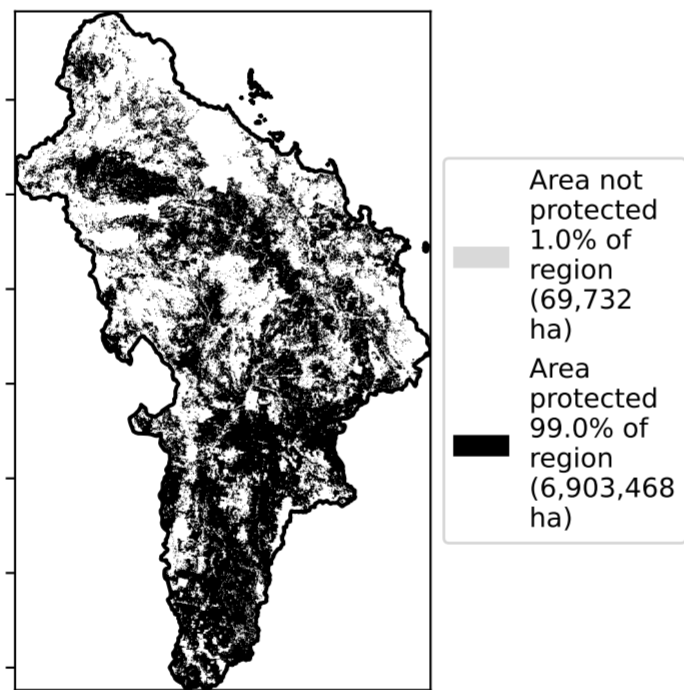 Area not
protected
1.0% of
region
(69,732
ha)
Area
protected
99.0% of
region
(6,903,468
ha)